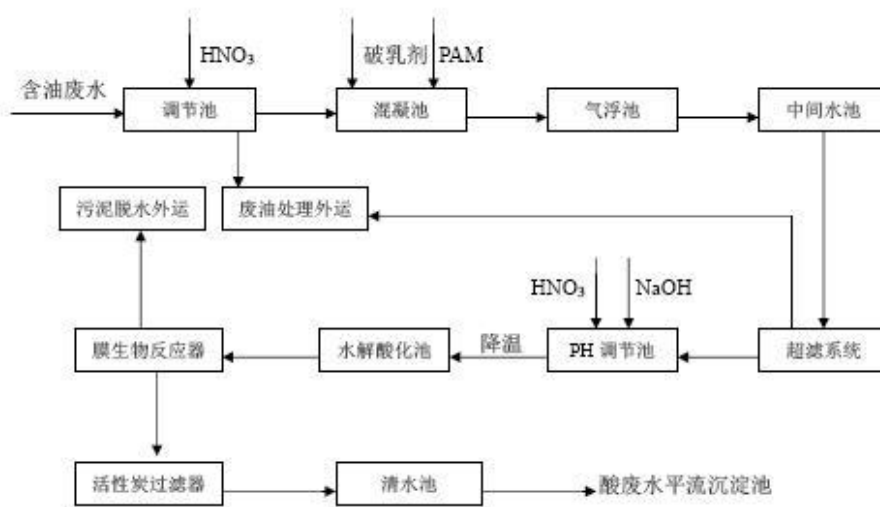 HNO₃
破乳剂
PAM
含油废水
调节池
混凝池
气浮池
中间水池
污泥脱水外运
废油处理外运
HNO₃
NaOH
膜生物反应器
水解酸化池
降温
PH 调节池
超滤系统
活性炭过滤器
清水池
酸废水平流沉淀池